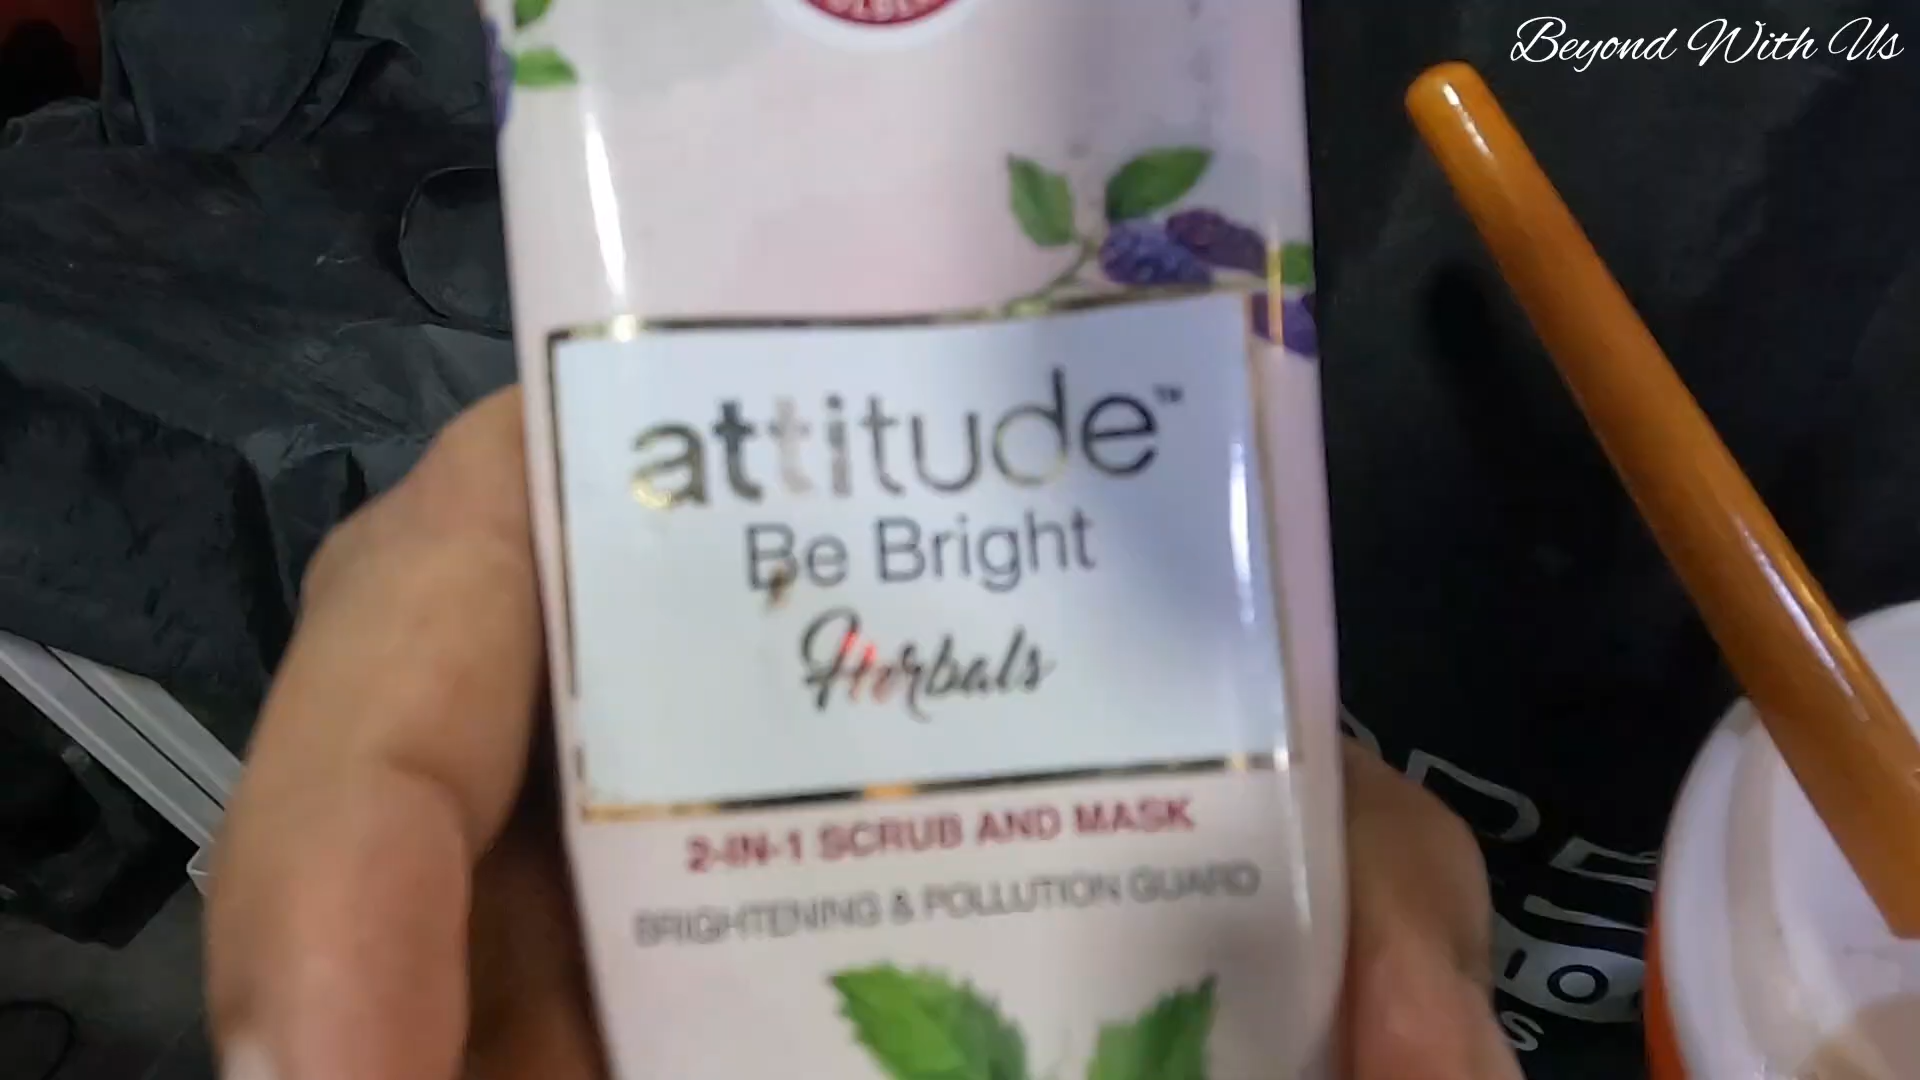 Beyond With Us
attitude™
Be Bright
Herbals
2-IN-1 SCRUB AND MASK
BRIGHTENING & POLLUTION GUARD